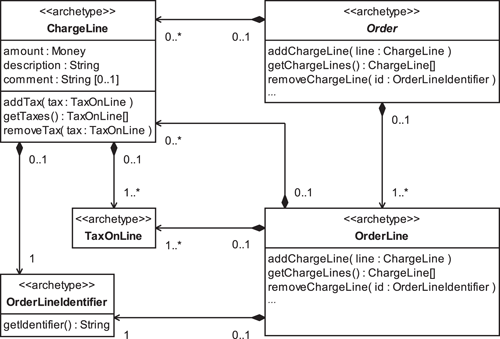 <<archetype>>
ChargeLine
amount : Money
description : String
comment : String [0..1]
addTax( tax : TaxOnLine )
getTaxes() : TaxOnLine[]
removeTax( tax : TaxOnLine )
<<archetype>>
Order
addChargeLine( line : ChargeLine )
getChargeLines() : ChargeLine[]
removeChargeLine( id : OrderLineIdentifier )
...
0..*
0..1
0..*
0..1
0..1
0..1
0..1
1..*
1..*
<<archetype>>
TaxOnLine
1..*
0..1
<<archetype>>
OrderLine
addChargeLine( line : ChargeLine )
getChargeLines() : ChargeLine[]
removeChargeLine( id : OrderLineIdentifier )
...
1
<<archetype>>
OrderLineIdentifier
getIdentifier() : String
1
0..1